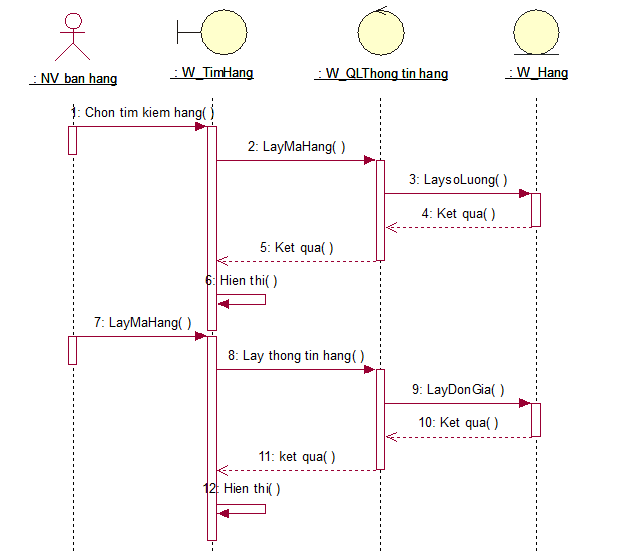 : NV ban hang
: W_TimHang
: W_QLThong tin hang
: W_Hang
1: Chon tim kiem hang( )
2: LayMaHang( )
3: LaysoLuong( )
4: Ket qua( )
5: Ket qua( )
6: Hien thi( )
7: LayMaHang( )
8: Lay thong tin hang( )
9: LayDonGia( )
10: Ket qua( )
11: ket qua( )
12: Hien thi( )